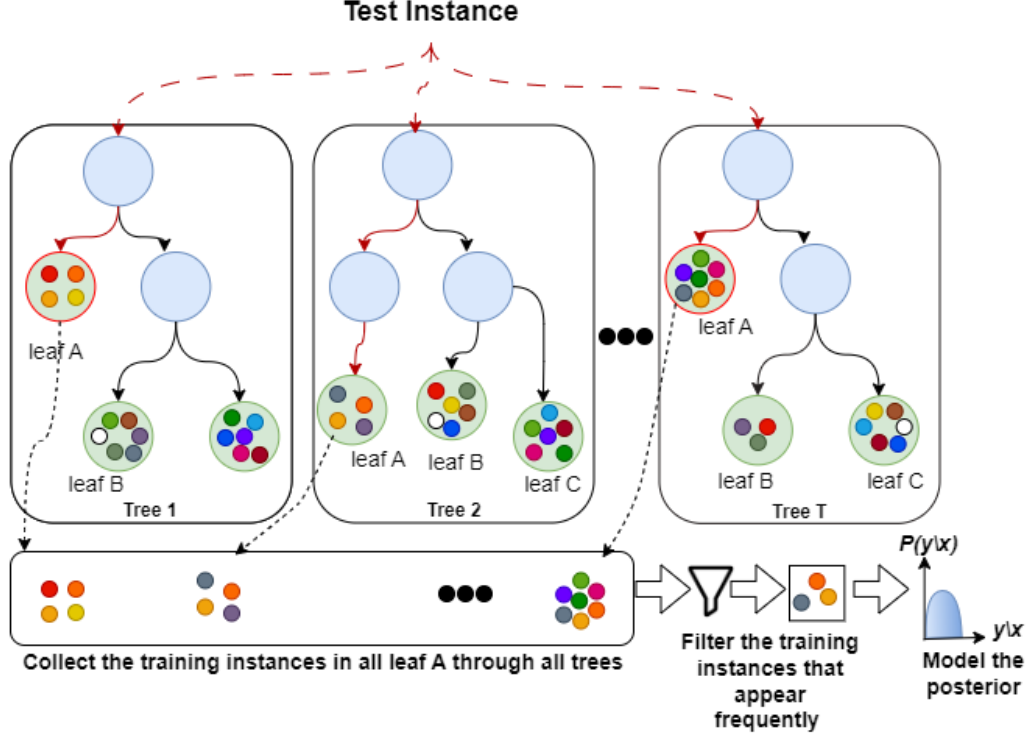 Test Instance
leaf A
leaf B
Tree 1
leaf A
leaf B
leaf C
Tree 2
leaf A
leaf B
leaf C
Tree T
Collect the training instances in all leaf A through all trees
Filter the training
instances that
appear
frequently
P(y\x)
y\x
Model the
posterior